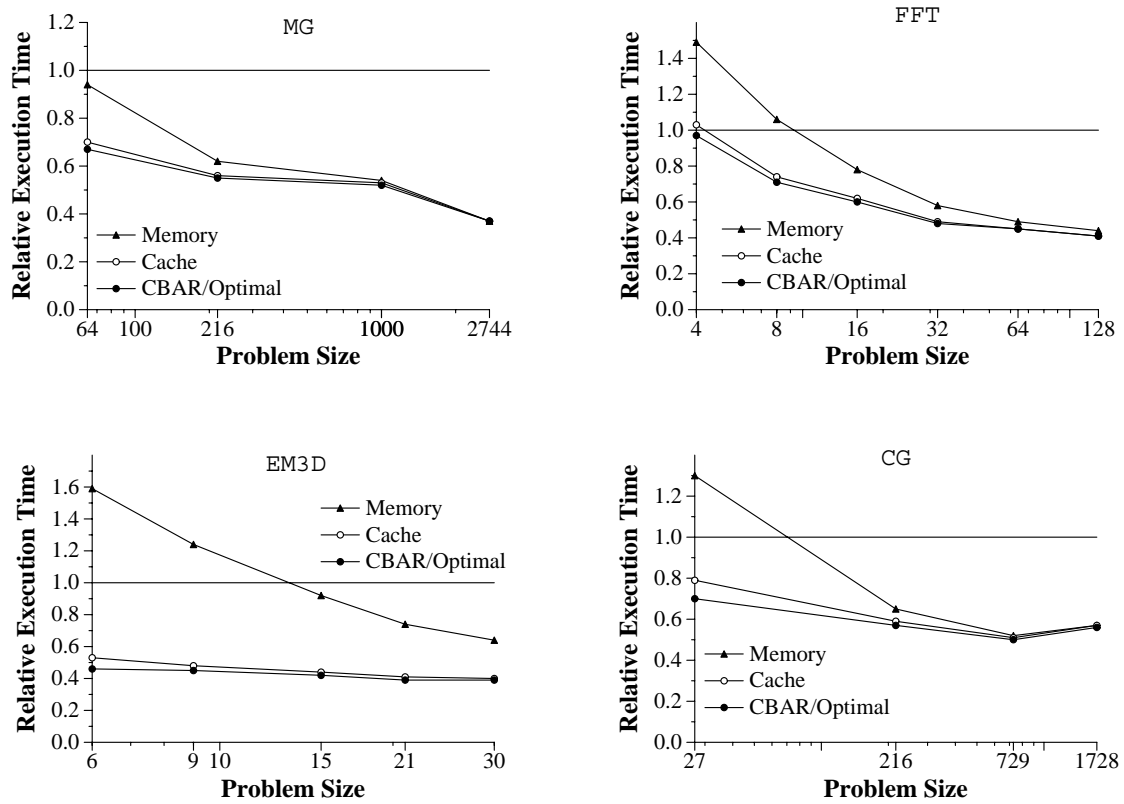 MG
Relative Execution Time
1.2
1.0
0.8
0.6
0.4
0.2
0.0
Memory
Cache
CBAR/Optimal
64 100 216 1000 2744
Problem Size
FFT
Relative Execution Time
1.4
1.2
1.0
0.8
0.6
0.4
0.2
0.0
Memory
Cache
CBAR/Optimal
4 8 16 32 64 128
Problem Size
EM3D
Relative Execution Time
1.6
1.4
1.2
1.0
0.8
0.6
0.4
0.2
0.0
Memory
Cache
CBAR/Optimal
6 9 10 15 21 30
Problem Size
CG
Relative Execution Time
1.2
1.0
0.8
0.6
0.4
0.2
0.0
Memory
Cache
CBAR/Optimal
27 216 729 1728
Problem Size